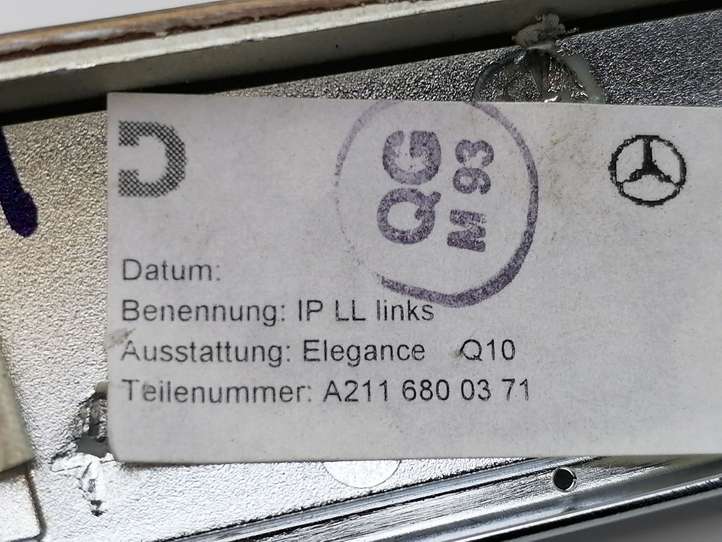 QG
M 93
Datum:
Benennung: IP LL links
Ausstattung: Elegance Q10
Teilenummer: A211 680 03 71